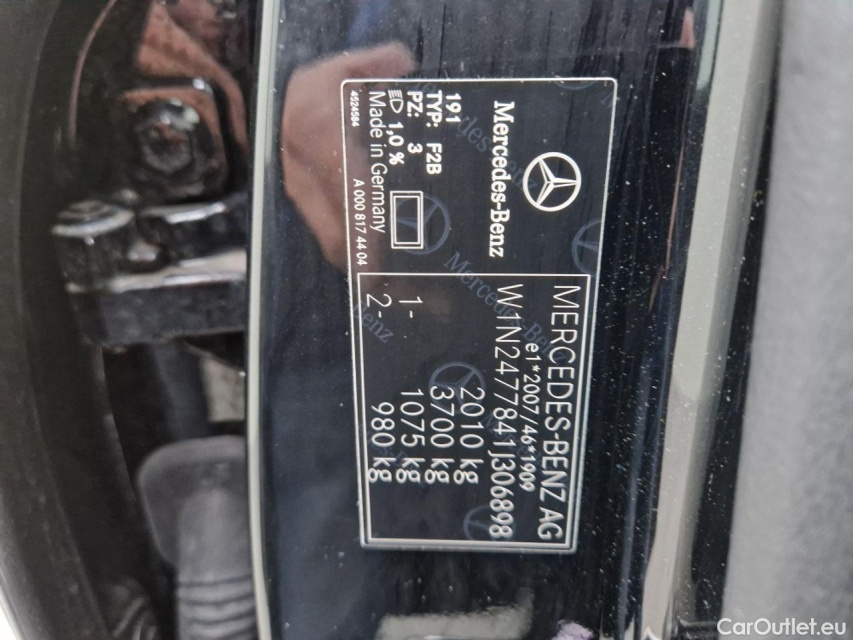 Mercedes-Benz
191
TYP: F2B
PZ: 3
1,0 %
Made in Germany
4524584
A 000 817 44 04
MERCEDES-BENZ AG
e1*2007/46*1909
W1N2477841J306898
2010 kg
3700 kg
1- 1075 kg
2- 980 kg
CarOutlet.eu